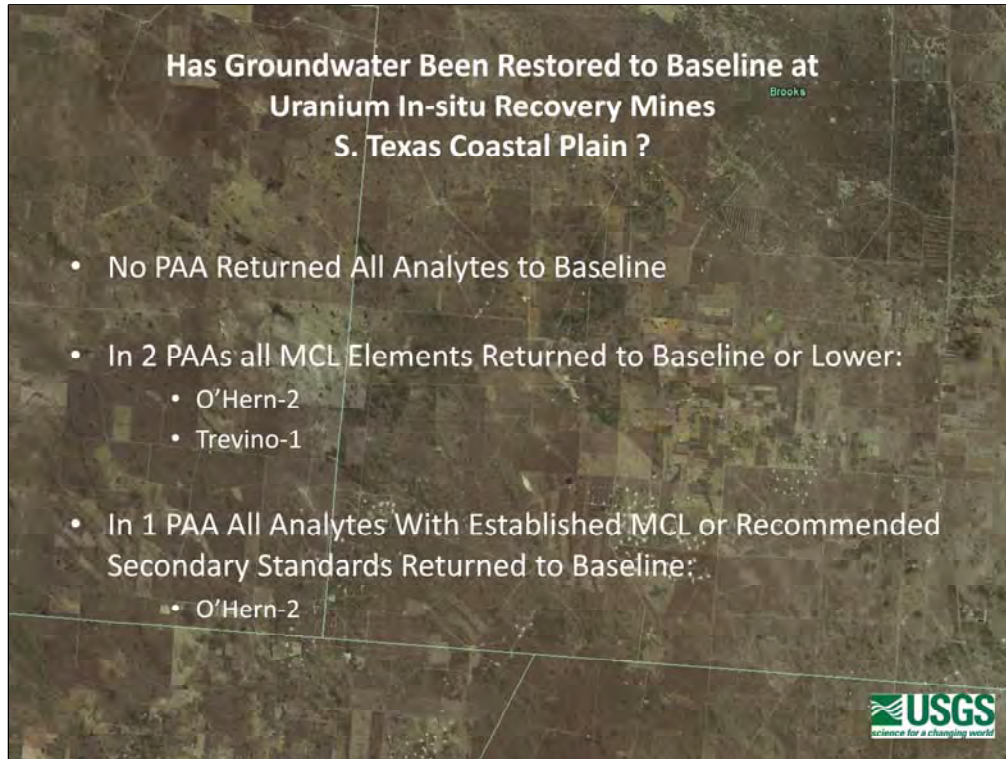 Has Groundwater Been Restored to Baseline at
Brooks
Uranium In-situ Recovery Mines
S. Texas Coastal Plain ?
• No PAA Returned All Analytes to Baseline
• In 2 PAAs all MCL Elements Returned to Baseline or Lower:
• O'Hern-2
• Trevino-1
• In 1 PAA All Analytes With Established MCL or Recommended
Secondary Standards Returned to Baseline:
• O'Hern-2
USGS
science for a changing world